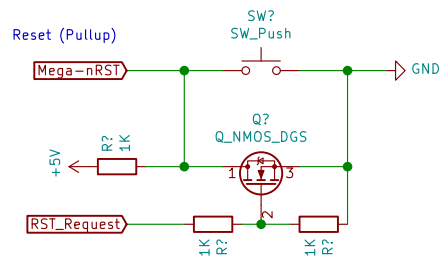 SW?
Reset (Pullup)
SW_Push
Mega-nRST
GND
Q?
Q_NMOS_DGS
+5V
R?
1K
1
3
2
RST_Request
1K
R?
1K
R?